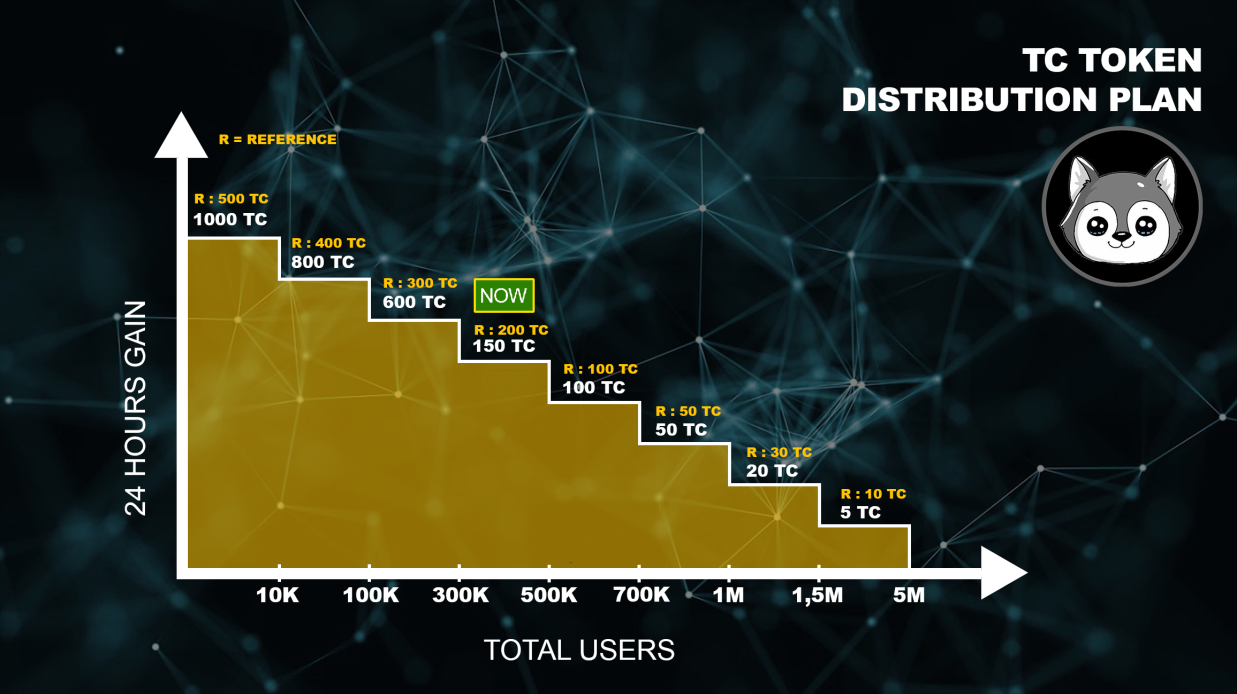 TC TOKEN
DISTRIBUTION PLAN
R = REFERENCE
R : 500 TC
1000 TC
R : 400 TC
800 TC
R : 300 TC
600 TC
NOW
R : 200 TC
150 TC
R : 100 TC
100 TC
R : 50 TC
50 TC
R : 30 TC
20 TC
R : 10 TC
5 TC
24 HOURS GAIN
10K 100K 300K 500K 700K 1M 1,5M 5M
TOTAL USERS